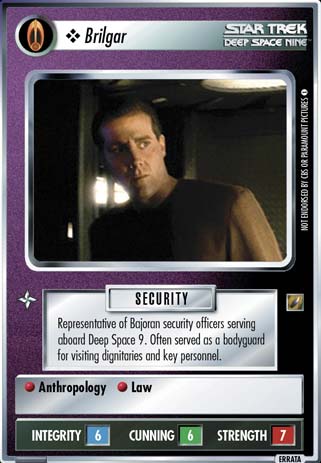 ❖ Brilgar
STAR TREK
DEEP SPACE NINE
NOT ENDORSED BY CBS OR PARAMOUNT PICTURES
SECURITY
Representative of Bajoran security officers serving
aboard Deep Space 9. Often served as a bodyguard
for visiting dignitaries and key personnel.
Anthropology Law
INTEGRITY 6 CUNNING 6 STRENGTH 7
ERRATA